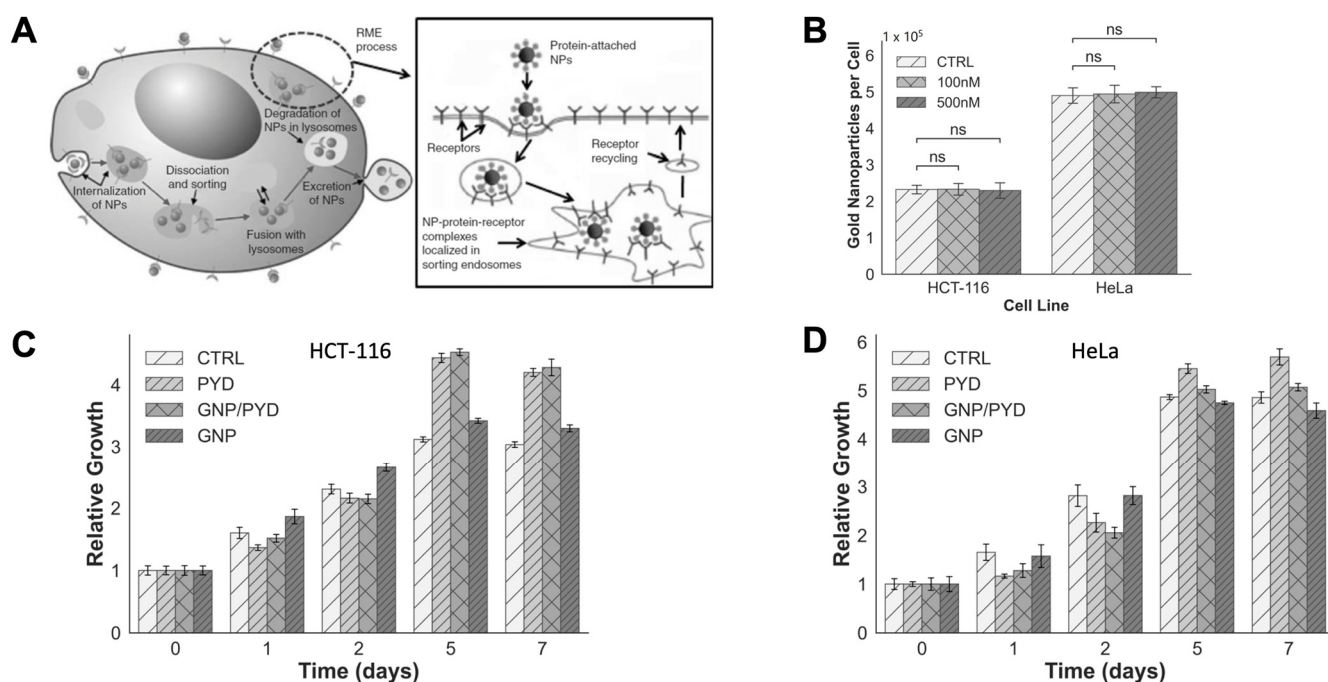 A
RME
process
Degradation of
NPs in lysosomes
Dissociation
and sorting
Internalization
of NPs
Excretion
of NPs
Fusion with
lysosomes
Protein-attached
NPs
Receptors
Receptor
recycling
NP-protein-receptor
complexes
localized in
sorting endosomes
B
1 x 10⁵
Gold Nanoparticles per Cell
6
5
4
3
2
1
0
CTRL
100nM
500nM
ns
ns
ns
ns
HCT-116
HeLa
Cell Line
C
HCT-116
Relative Growth
4
3
2
1
0
CTRL
PYD
GNP/PYD
GNP
0 1 2 5 7
Time (days)
D
HeLa
Relative Growth
6
5
4
3
2
1
0
CTRL
PYD
GNP/PYD
GNP
0 1 2 5 7
Time (days)